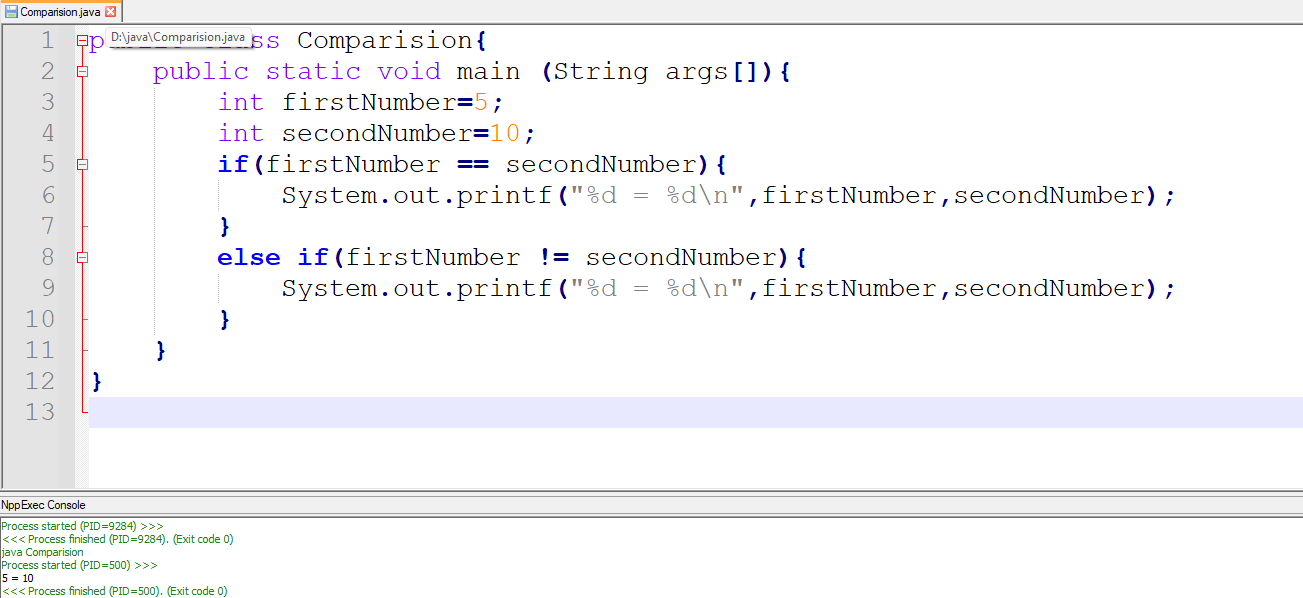 Comparision.java
D:\java\Comparision.java
1 p ss Comparision{
2 public static void main (String args[]){
3 int firstNumber=5;
4 int secondNumber=10;
5 if(firstNumber == secondNumber){
6 System.out.printf("%d = %d\n",firstNumber,secondNumber);
7 }
8 else if(firstNumber != secondNumber){
9 System.out.printf("%d = %d\n",firstNumber,secondNumber);
10 }
11 }
12 }
13
NppExec Console
Process started (PID=9284) >>>
<<< Process finished (PID=9284). (Exit code 0)
java Comparision
Process started (PID=500) >>>
5 = 10
<<< Process finished (PID=500). (Exit code 0)